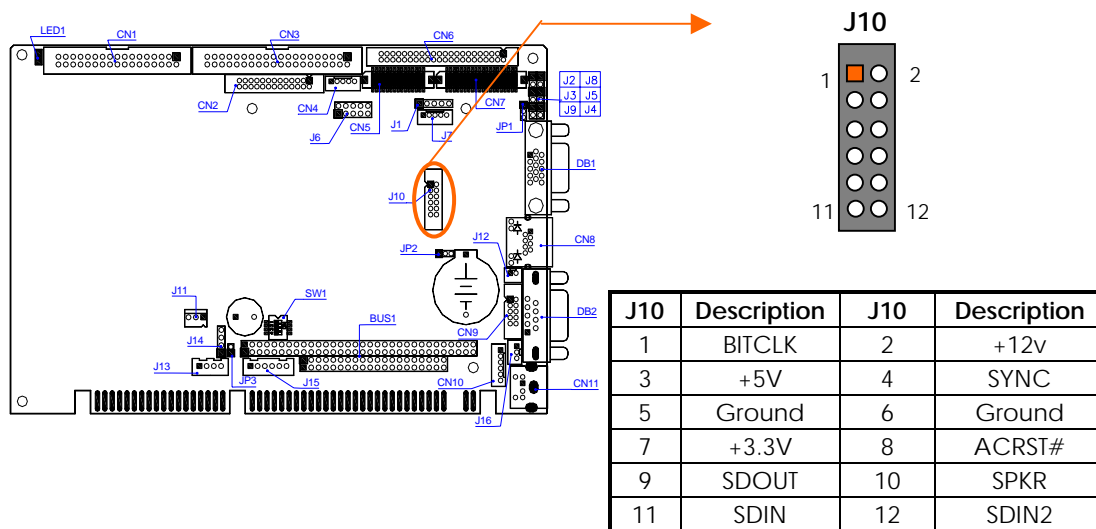 J10
LED1
CN1
CN3
CN6
1
2
J2 J8
J3 J5
J9 J4
CN2
CN4
CN5
CN7
J6
J1
J7
JP1
DB1
J10
11
12
J12
CN8
JP2
J11
SW1
BUS1
CN9
DB2
J14
J13
JP3
J15
CN10
J16
CN11
J10 Description J10 Description
1 BITCLK 2 +12v
3 +5V 4 SYNC
5 Ground 6 Ground
7 +3.3V 8 ACRST#
9 SDOUT 10 SPKR
11 SDIN 12 SDIN2